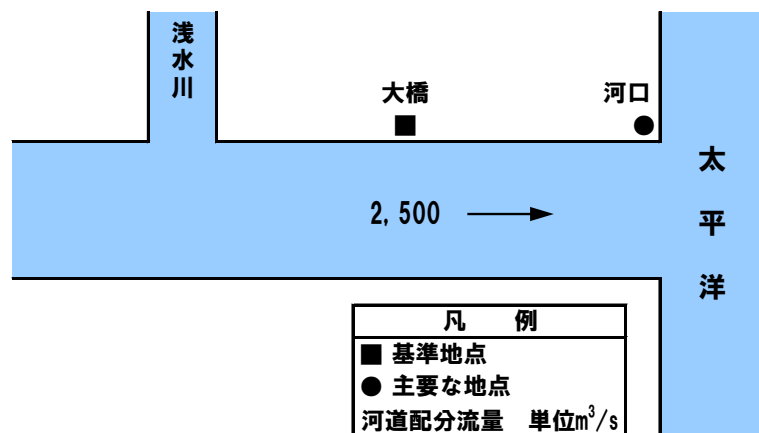 浅水川
大橋
■
河口
●
2,500
太平洋
凡 例
■ 基準地点
● 主要な地点
河道配分流量 単位m³/s